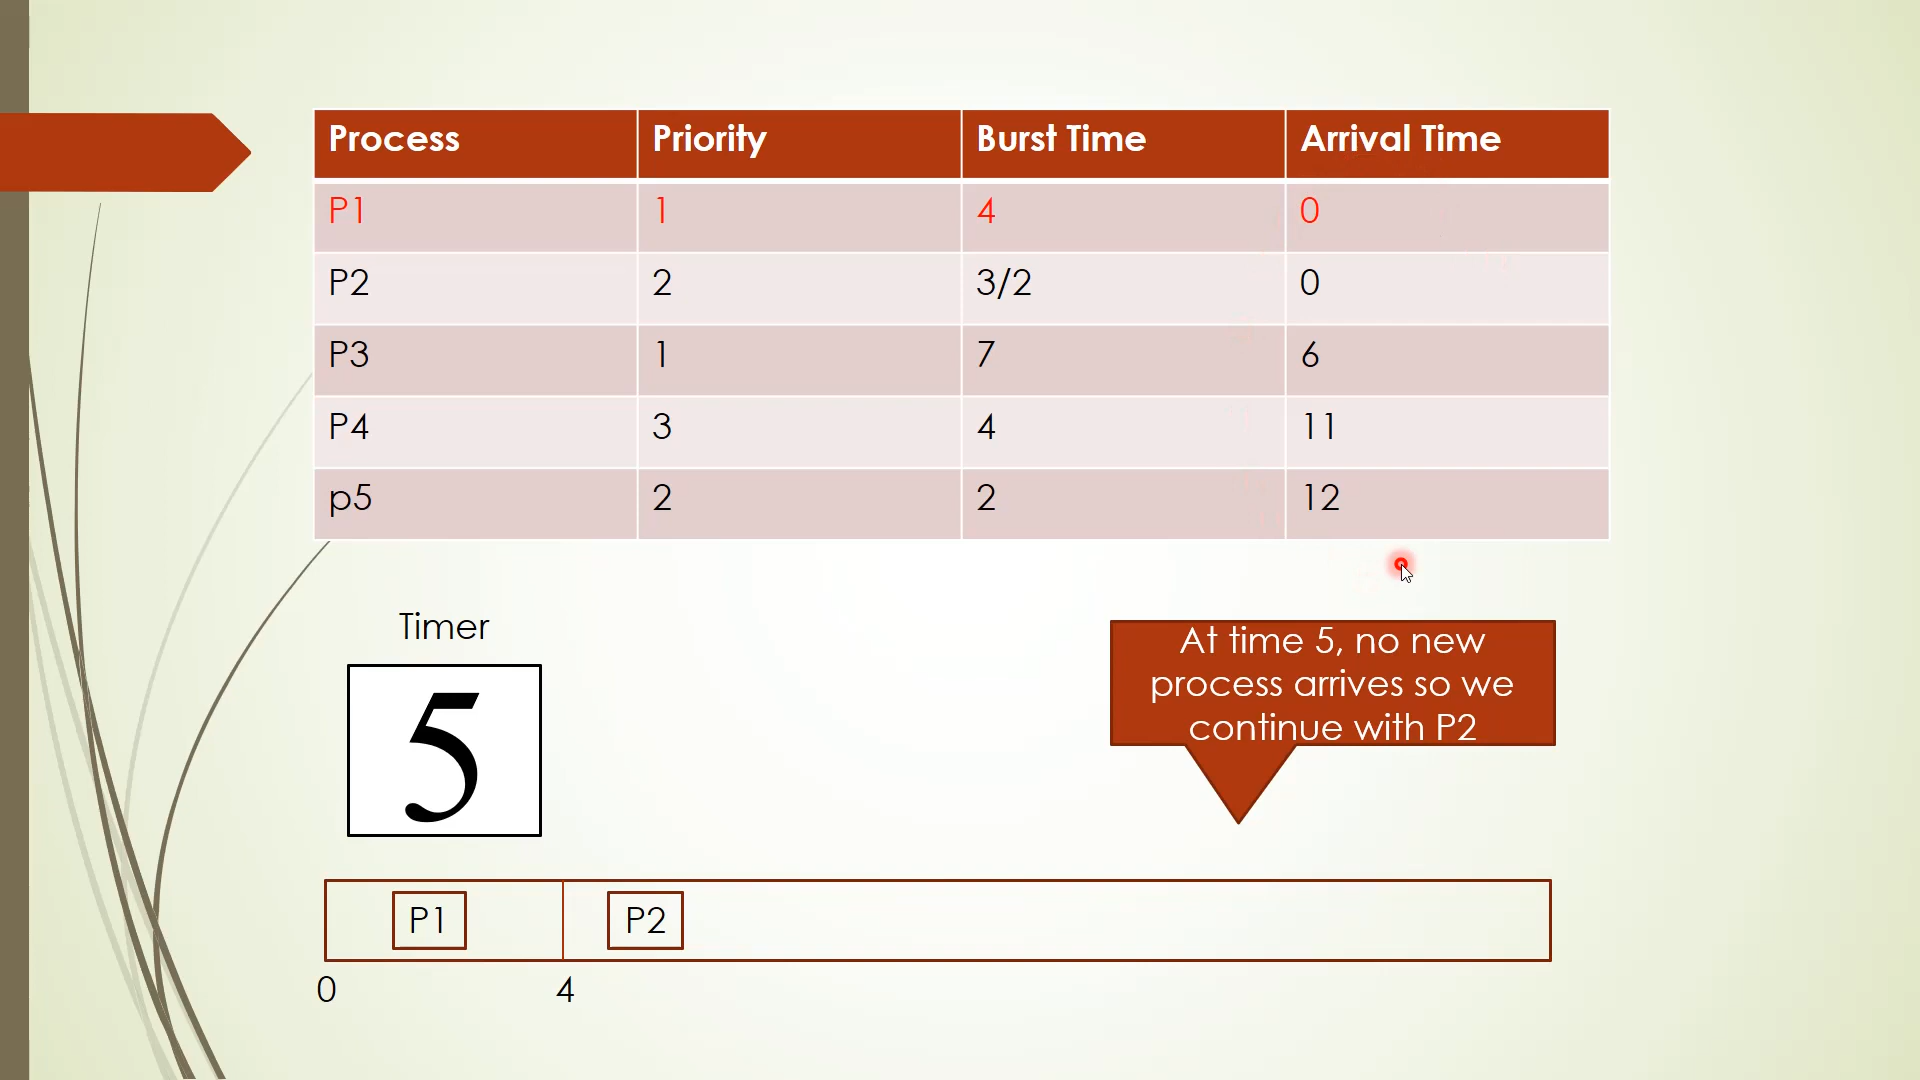 Process Priority Burst Time Arrival Time
P1 1 4 0
P2 2 3/2 0
P3 1 7 6
P4 3 4 11
p5 2 2 12
Timer
5
At time 5, no new
process arrives so we
continue with P2
P1 P2
0 4